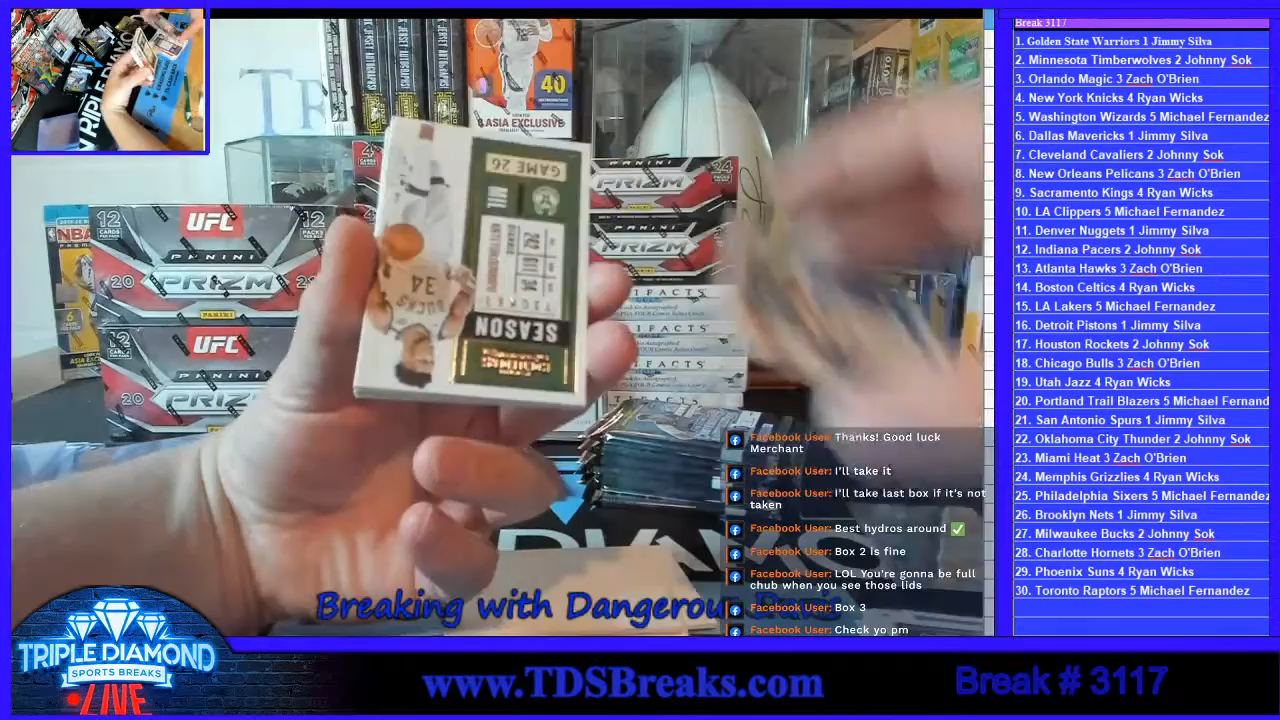 Break 3117
1. Golden State Warriors 1 Jimmy Silva
2. Minnesota Timberwolves 2 Johnny Sok
3. Orlando Magic 3 Zach O'Brien
4. New York Knicks 4 Ryan Wicks
5. Washington Wizards 5 Michael Fernandez
6. Dallas Mavericks 1 Jimmy Silva
7. Cleveland Cavaliers 2 Johnny Sok
8. New Orleans Pelicans 3 Zach O'Brien
9. Sacramento Kings 4 Ryan Wicks
10. LA Clippers 5 Michael Fernandez
11. Denver Nuggets 1 Jimmy Silva
12. Indiana Pacers 2 Johnny Sok
13. Atlanta Hawks 3 Zach O'Brien
14. Boston Celtics 4 Ryan Wicks
15. LA Lakers 5 Michael Fernandez
16. Detroit Pistons 1 Jimmy Silva
17. Houston Rockets 2 Johnny Sok
18. Chicago Bulls 3 Zach O'Brien
19. Utah Jazz 4 Ryan Wicks
20. Portland Trail Blazers 5 Michael Fernand
21. San Antonio Spurs 1 Jimmy Silva
22. Oklahoma City Thunder 2 Johnny Sok
23. Miami Heat 3 Zach O'Brien
24. Memphis Grizzlies 4 Ryan Wicks
25. Philadelphia Sixers 5 Michael Fernandez
26. Brooklyn Nets 1 Jimmy Silva
27. Milwaukee Bucks 2 Johnny Sok
28. Charlotte Hornets 3 Zach O'Brien
29. Phoenix Suns 4 Ryan Wicks
30. Toronto Raptors 5 Michael Fernandez
40
ASIA EXCLUSIVE
PANINI
PRIZM
24
PRIZM
12
UFC
PANINI
20 PRIZM
PANINI
12
UFC
PANINI
20 PRIZM
NBA
GAME 26
SEASON
BUCKS
34
Facebook User: Thanks! Good luck
Merchant
Facebook User: I'll take it
Facebook User: I'll take last box if it's not
taken
Facebook User: Best hydros around ✅
Facebook User: Box 2 is fine
Facebook User: LOL You're gonna be full
chub when you see those lids
Facebook User: Box 3
Facebook User: Check yo pm
Breaking with Dangerous Dans
TRIPLE DIAMOND
SPORTS BREAKS
LIVE
www.TDSBreaks.com
Break # 3117